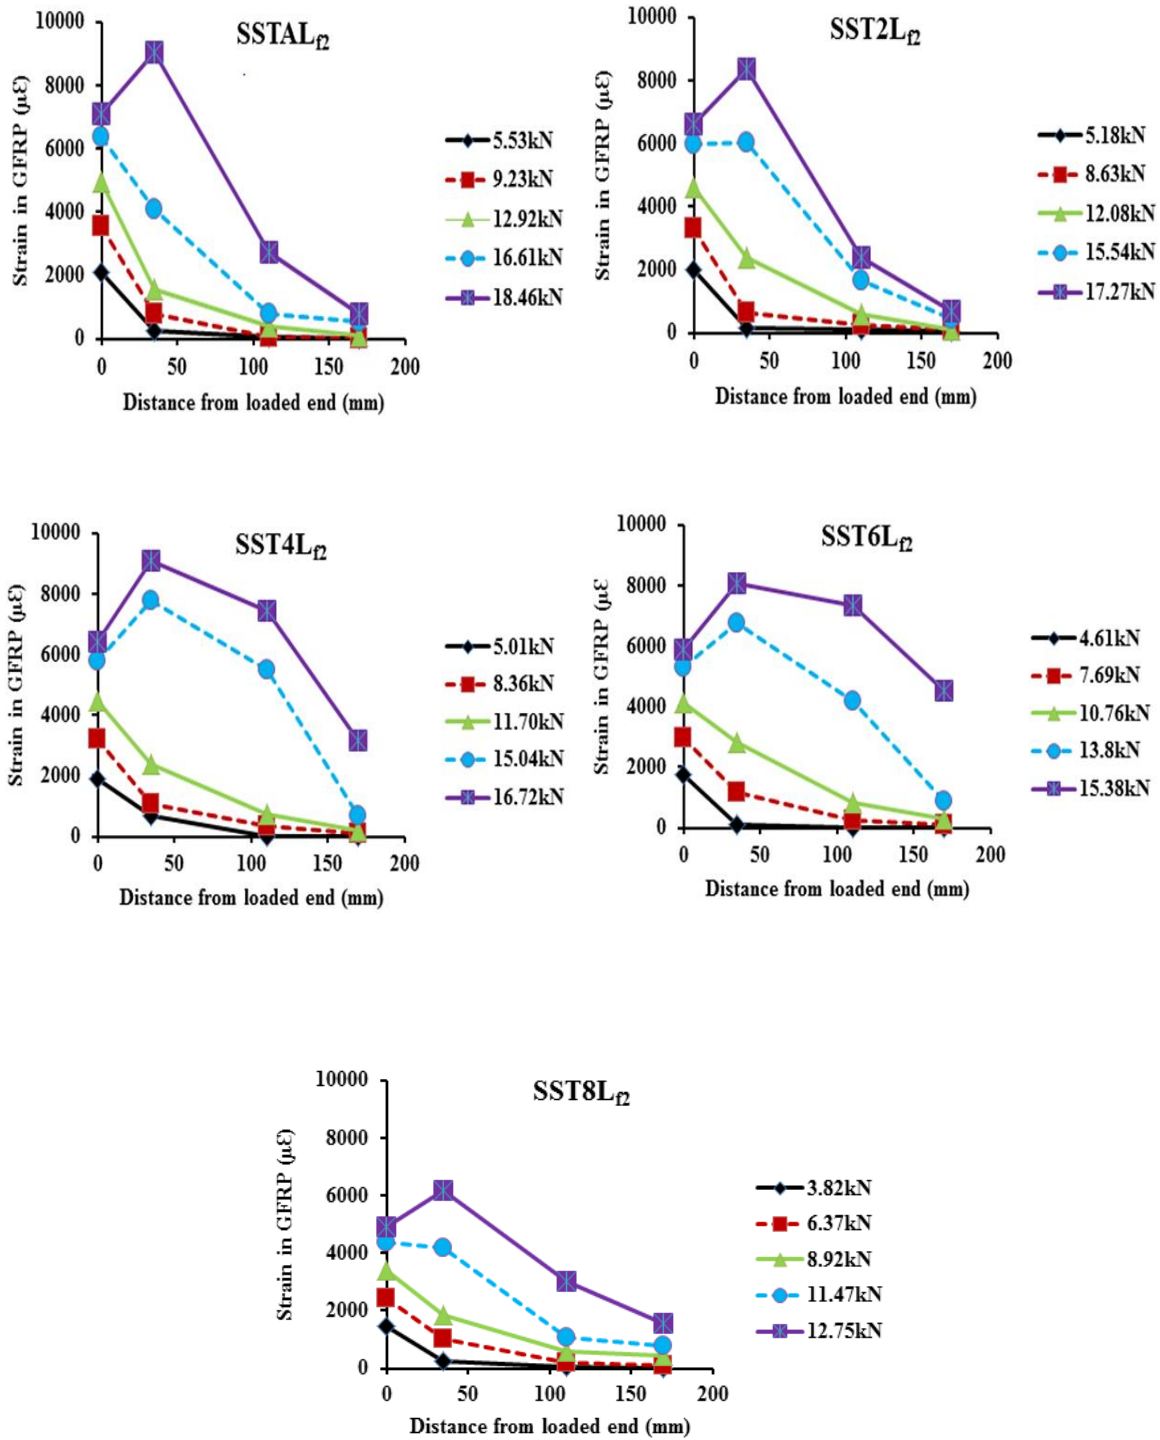 SSTALf2
Strain in GFRP (µƐ)
10000
8000
6000
4000
2000
0
0 50 100 150 200
Distance from loaded end (mm)
5.53kN
9.23kN
12.92kN
16.61kN
18.46kN
SST2Lf2
Strain in GFRP (µƐ)
10000
8000
6000
4000
2000
0
0 50 100 150 200
Distance from loaded end (mm)
5.18kN
8.63kN
12.08kN
15.54kN
17.27kN
SST4Lf2
Strain in GFRP (µƐ)
10000
8000
6000
4000
2000
0
0 50 100 150 200
Distance from loaded end (mm)
5.01kN
8.36kN
11.70kN
15.04kN
16.72kN
SST6Lf2
Strain in GFRP (µƐ
10000
8000
6000
4000
2000
0
0 50 100 150 200
Distance from loaded end (mm)
4.61kN
7.69kN
10.76kN
13.8kN
15.38kN
SST8Lf2
Strain in GFRP (µƐ)
10000
8000
6000
4000
2000
0
0 50 100 150 200
Distance from loaded end (mm)
3.82kN
6.37kN
8.92kN
11.47kN
12.75kN